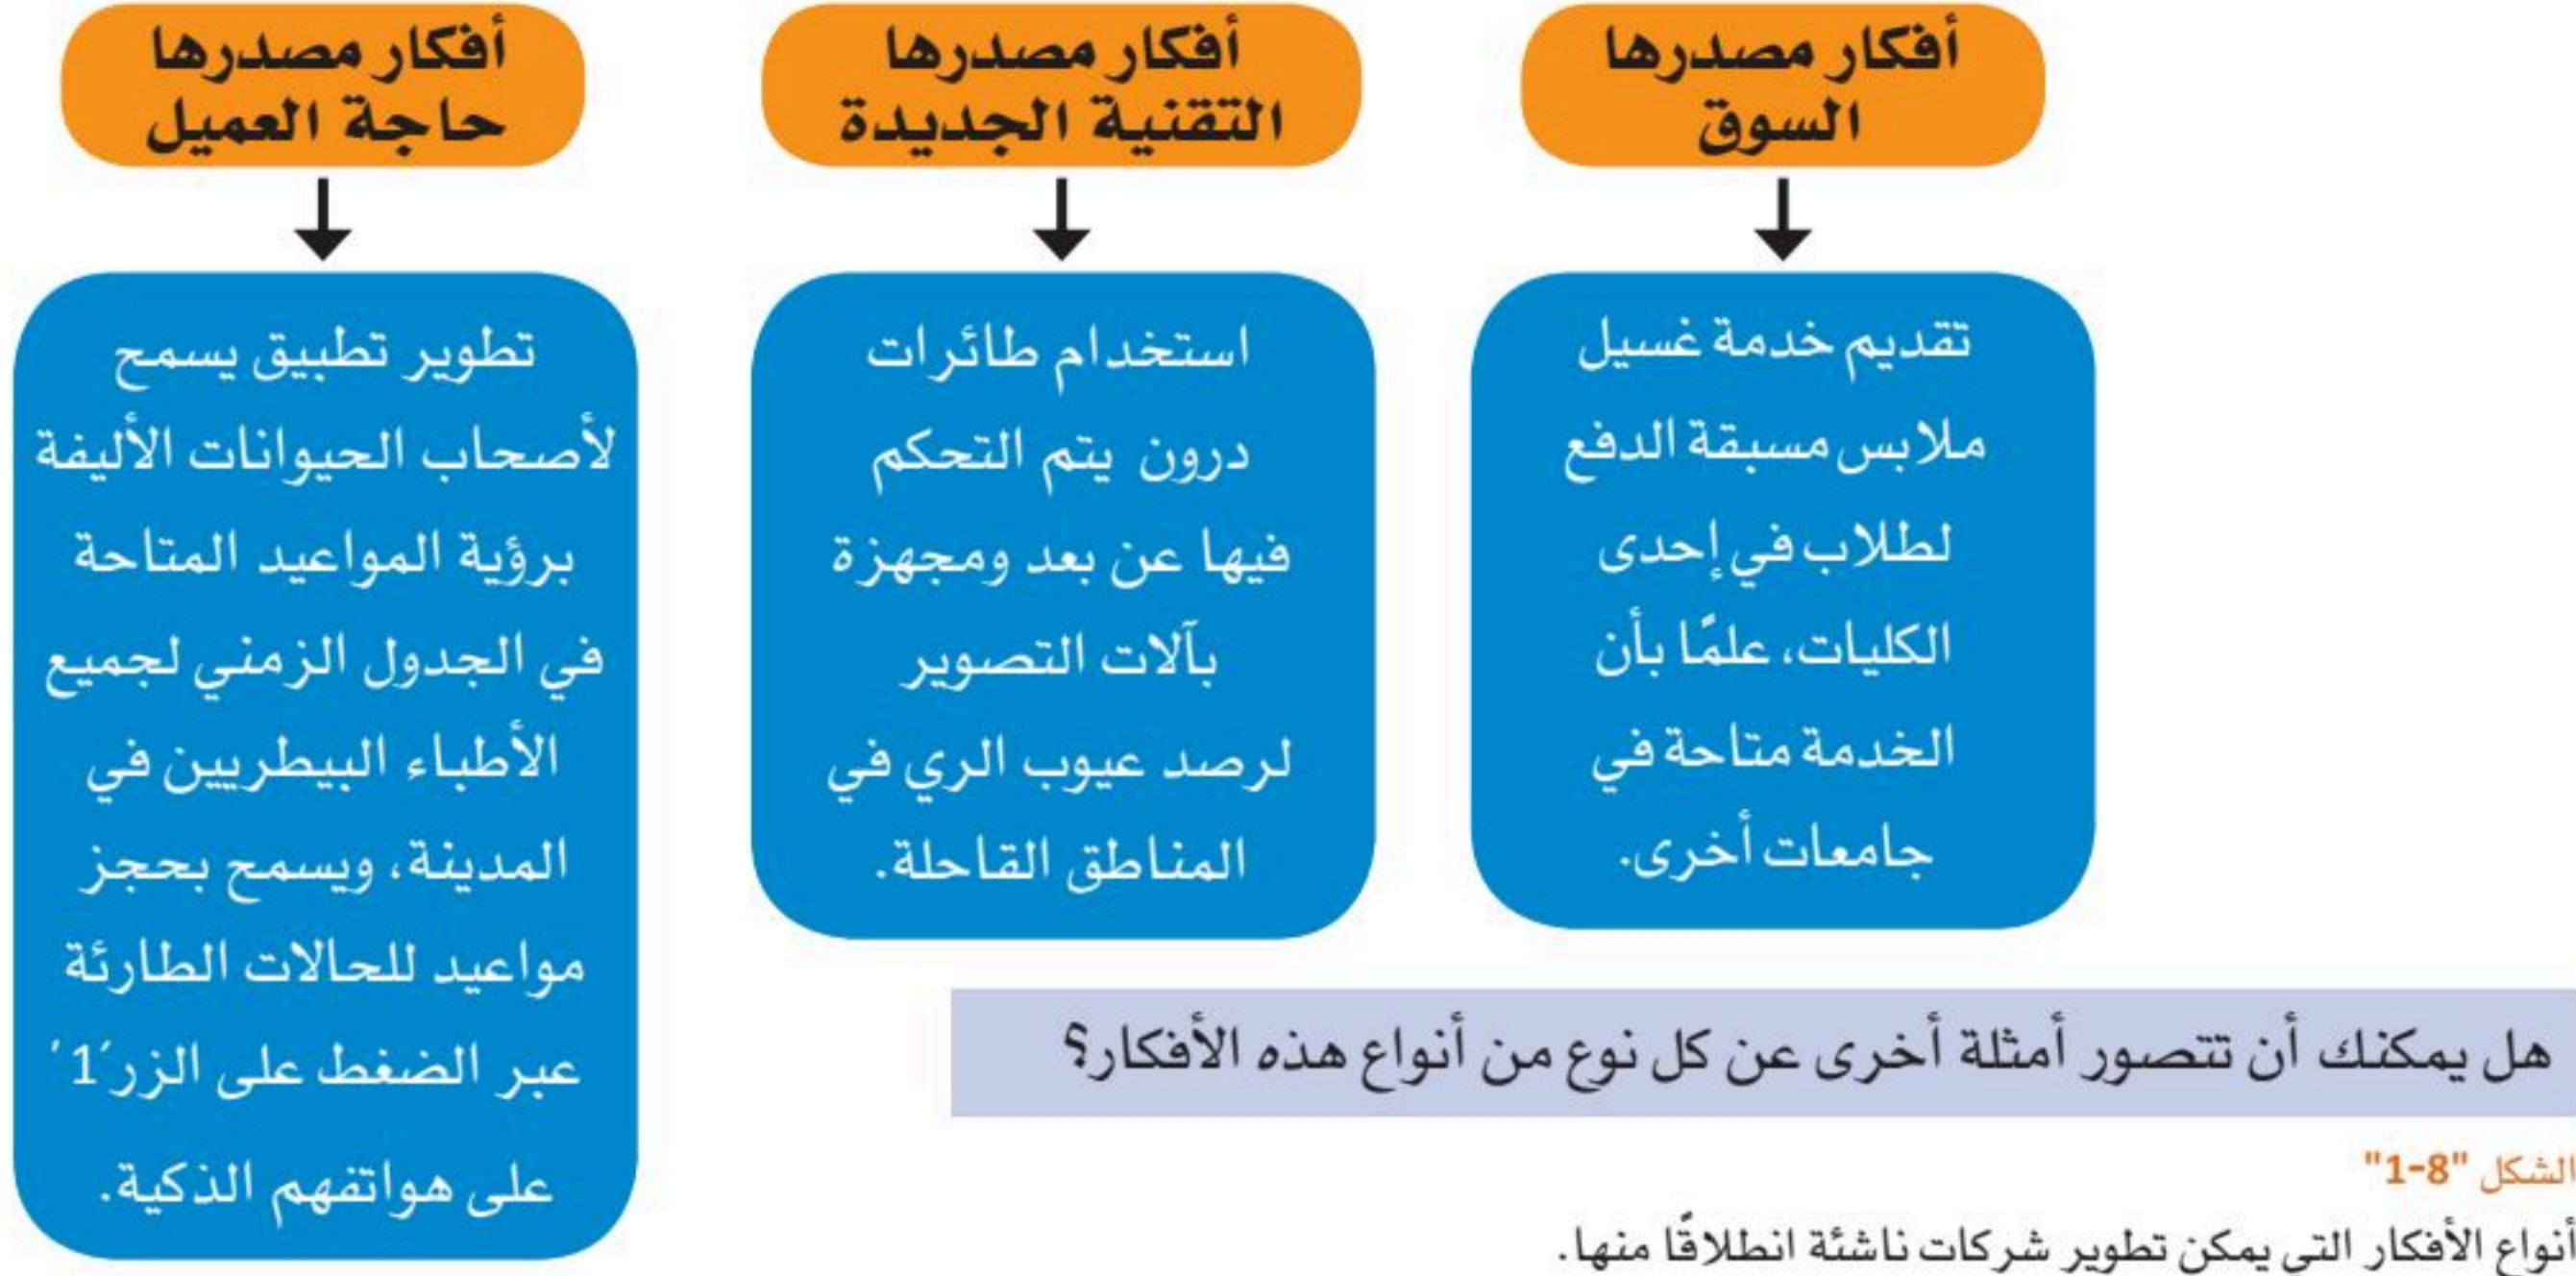 أفكار مصدرها
السوق
تقديم خدمة غسيل
ملابس مسبقة الدفع
لطلاب في إحدى
الكليات، علمًا بأن
الخدمة متاحة في
جامعات أخرى.
أفكار مصدرها
التقنية الجديدة
استخدام طائرات
درون يتم التحكم
فيها عن بعد ومجهزة
بآلات التصوير
لرصد عيوب الري في
المناطق القاحلة.
أفكار مصدرها
حاجة العميل
تطوير تطبيق يسمح
لأصحاب الحيوانات الأليفة
برؤية المواعيد المتاحة
في الجدول الزمني لجميع
الأطباء البيطريين في
المدينة، ويسمح بحجز
مواعيد للحالات الطارئة
عبر الضغط على الزر '1'
على هواتفهم الذكية.
هل يمكنك أن تتصور أمثلة أخرى عن كل نوع من أنواع هذه الأفكار؟
الشكل "8-1"
أنواع الأفكار التي يمكن تطوير شركات ناشئة انطلاقًا منها.